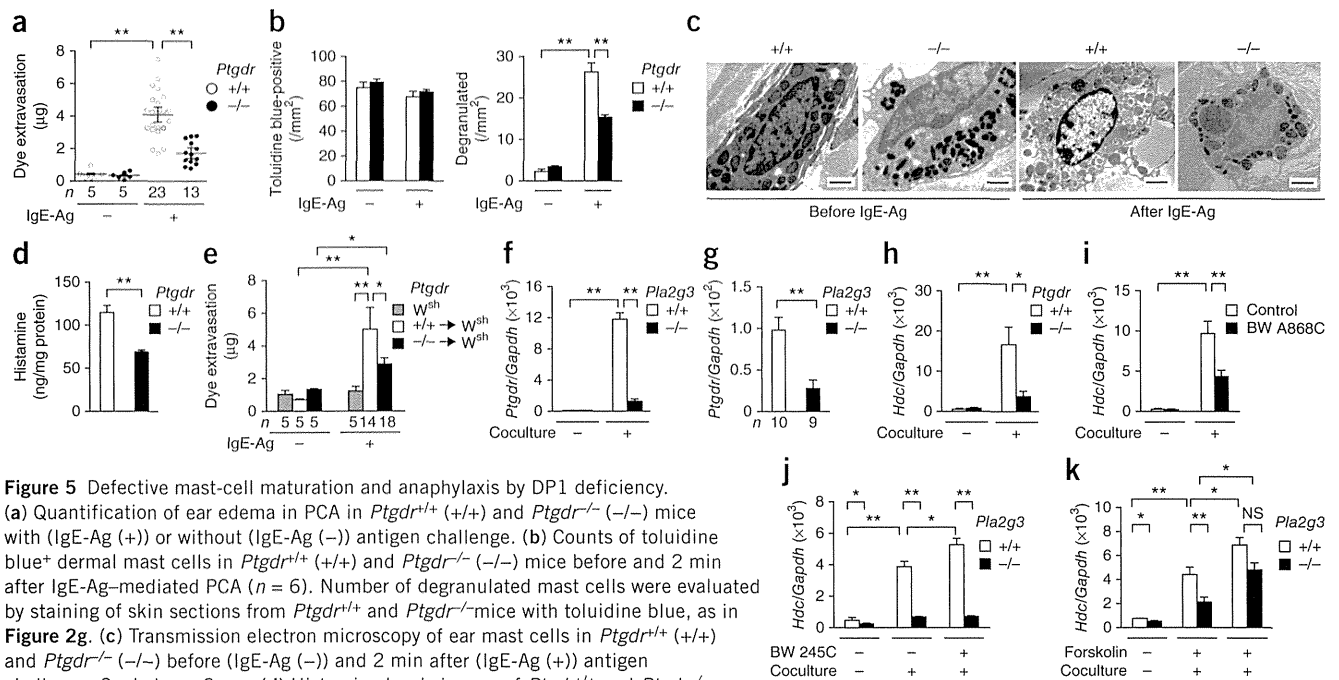 a
b
c
** **
Ptgdr
+/+
−/−
Dye extravasation
(μg)
8
6
4
2
0
n 5 5 23 13
IgE-Ag − +
Toluidine blue-positive
(/mm2)
100
80
60
40
20
0
IgE-Ag − +
Degranulated
(/mm2)
30
20
10
0
** **
IgE-Ag − +
Ptgdr
+/+
−/−
+/+ −/− +/+ −/−
Before IgE-Ag After IgE-Ag
d
Histamine
(ng/mg protein)
150
100
50
0
**
Ptgdr
+/+
−/−
e
Dye extravasation
(μg)
8
6
4
2
0
*
**
** *
Ptgdr
Wsh
+/+ → Wsh
−/− → Wsh
n 5 5 5 5 14 18
IgE-Ag − +
f
Ptgdr/Gapdh (×10³)
16
12
8
4
0
** **
Pla2g3
+/+
−/−
Coculture − +
g
Ptgdr/Gapdh (×10²)
1.5
1.0
0.5
0
**
Pla2g3
+/+
−/−
n 10 9
h
Hdc/Gapdh (×10³)
30
20
10
0
** *
Ptgdr
+/+
−/−
Coculture − +
i
Hdc/Gapdh (×10³)
15
10
5
0
** **
Control
BW A868C
Coculture − +
j
Hdc/Gapdh (×10³)
8
6
4
2
0
* ** **
** *
BW 245C − − +
Coculture − + +
k
Hdc/Gapdh (×10³)
10
8
6
4
2
0
*
** *
* ** NS
Pla2g3
+/+
−/−
Forskolin − + +
Coculture − − +
Figure 5 Defective mast-cell maturation and anaphylaxis by DP1 deficiency.
(a) Quantification of ear edema in PCA in Ptgdr+/+ (+/+) and Ptgdr−/− (−/−) mice
with (IgE-Ag (+)) or without (IgE-Ag (−)) antigen challenge. (b) Counts of toluidine
blue+ dermal mast cells in Ptgdr+/+ (+/+) and Ptgdr−/− (−/−) mice before and 2 min
after IgE-Ag–mediated PCA (n = 6). Number of degranulated mast cells were evaluated
by staining of skin sections from Ptgdr+/+ and Ptgdr−/−mice with toluidine blue, as in
Figure 2g. (c) Transmission electron microscopy of ear mast cells in Ptgdr+/+ (+/+)
and Ptgdr−/− (−/−) before (IgE-Ag (−)) and 2 min after (IgE-Ag (+)) antigen